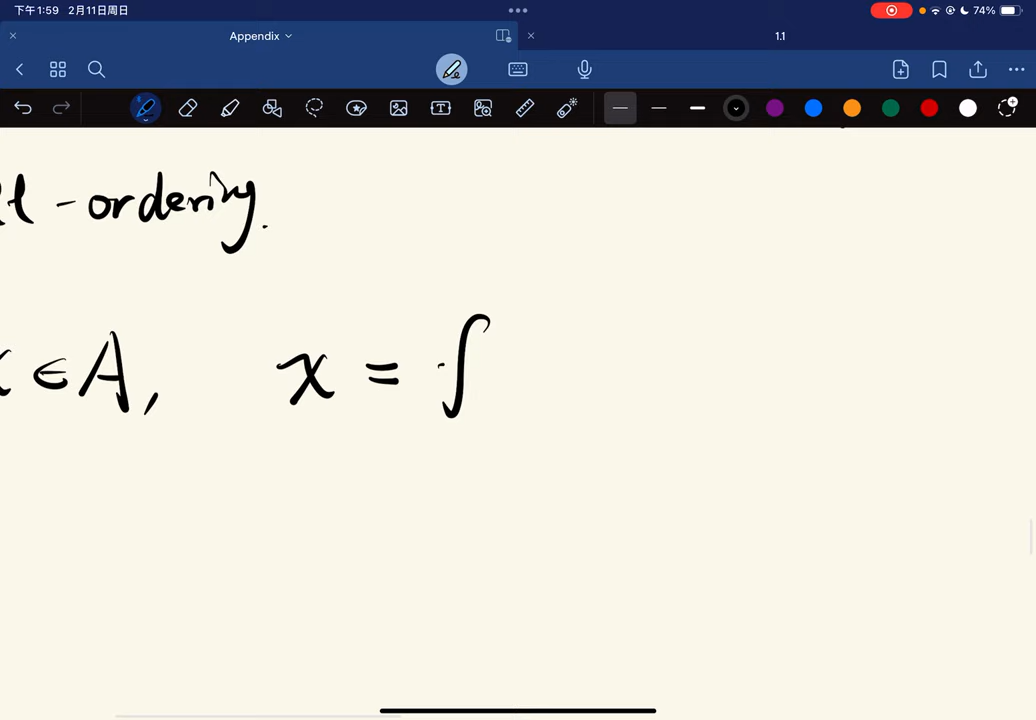 下午1:59 2月11日周日
74%
Appendix
1.1
-ordering.
∈ A, x = ∫